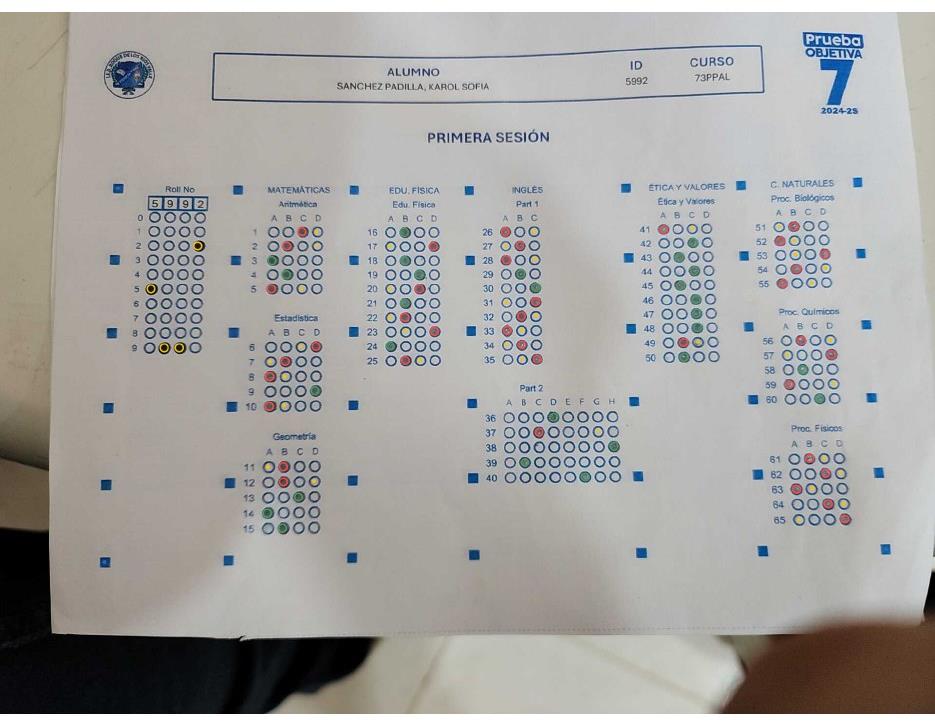 Prueba
OBJETIVA
7
2024-25
ALUMNO ID CURSO
SANCHEZ PADILLA, KAROL SOFIA 5992 73PPAL
PRIMERA SESIÓN
Roll No
5 9 9 2
0
1
2
3
4
5
6
7
8
9
MATEMÁTICAS
Aritmética
A B C D
1
2
3
4
5
Estadística
A B C D
6
7
8
9
10
Geometría
A B C D
11
12
13
14
15
EDU. FÍSICA
Edu. Física
A B C D
16
17
18
19
20
21
22
23
24
25
INGLÉS
Part 1
A B C
26
27
28
29
30
31
32
33
34
35
Part 2
A B C D E F G H
36
37
38
39
40
ÉTICA Y VALORES
Ética y Valores
A B C D
41
42
43
44
45
46
47
48
49
50
C. NATURALES
Proc. Biológicos
A B C D
51
52
53
54
55
Proc. Químicos
A B C D
56
57
58
59
60
Proc. Físicos
A B C D
61
62
63
64
65